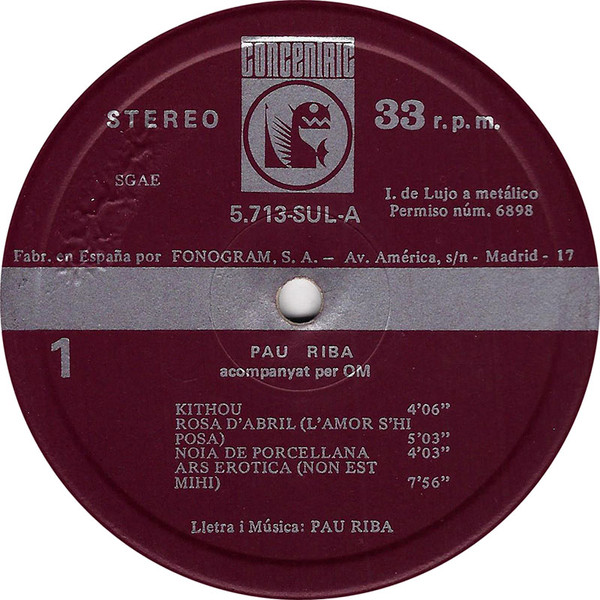 concentric
STEREO
33 r.p.m.
SGAE
I. de Lujo a metálico
Permiso núm. 6898
5.713-SUL-A
Fabr. en España por FONOGRAM, S. A. — Av. América, s/n - Madrid - 17
1
PAU RIBA
acompanyat per OM
KITHOU 4'06"
ROSA D'ABRIL (L'AMOR S'HI
POSA) 5'03"
NOIA DE PORCELLANA 4'03"
ARS EROTICA (NON EST
MIHI) 7'56"
Lletra i Música: PAU RIBA